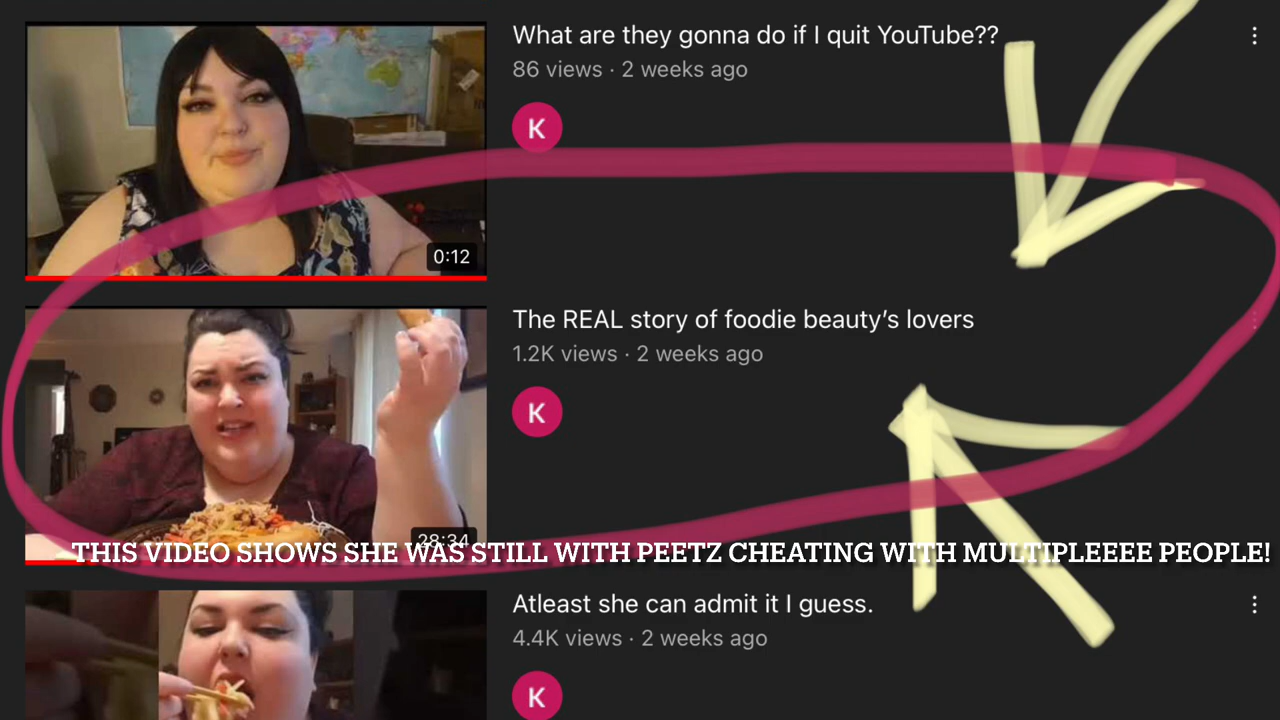 What are they gonna do if I quit YouTube??
86 views · 2 weeks ago
K
0:12
The REAL story of foodie beauty’s lovers
1.2K views · 2 weeks ago
K
28:34
THIS VIDEO SHOWS SHE WAS STILL WITH PEETZ CHEATING WITH MULTIPLEEEE PEOPLE!
Atleast she can admit it I guess.
4.4K views · 2 weeks ago
K